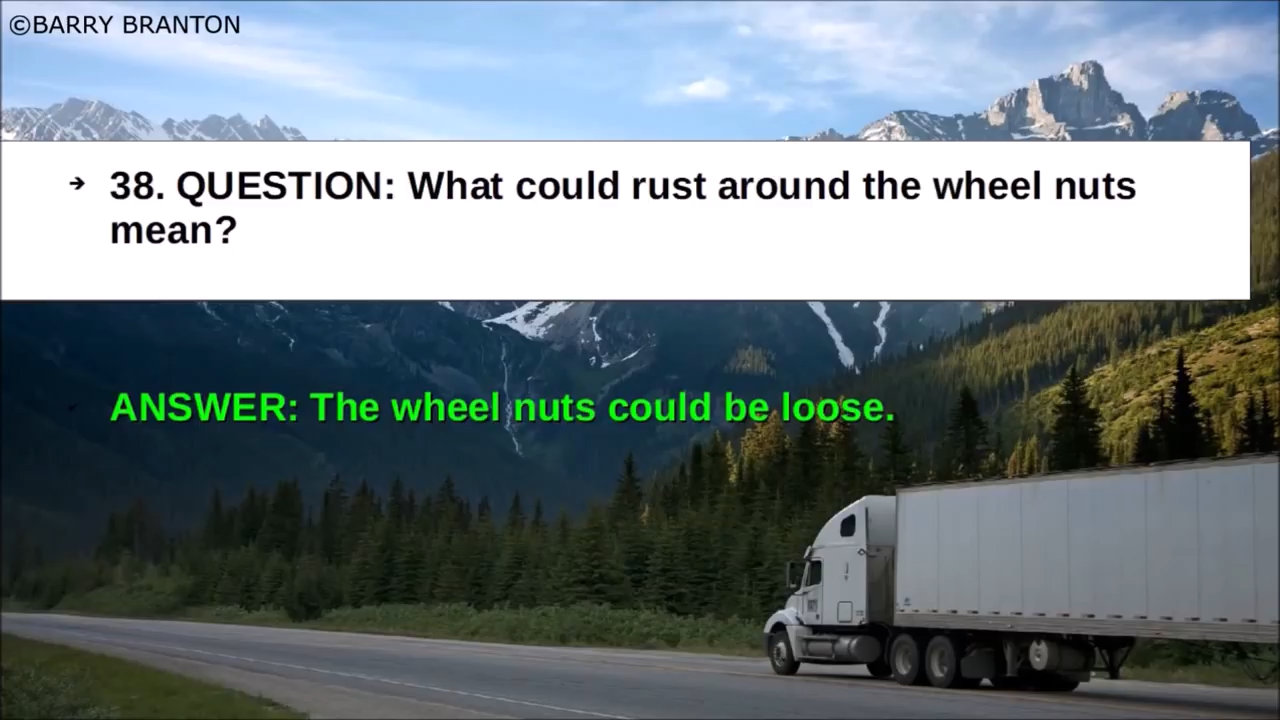 ©BARRY BRANTON
➔ 38. QUESTION: What could rust around the wheel nuts
mean?
ANSWER: The wheel nuts could be loose.